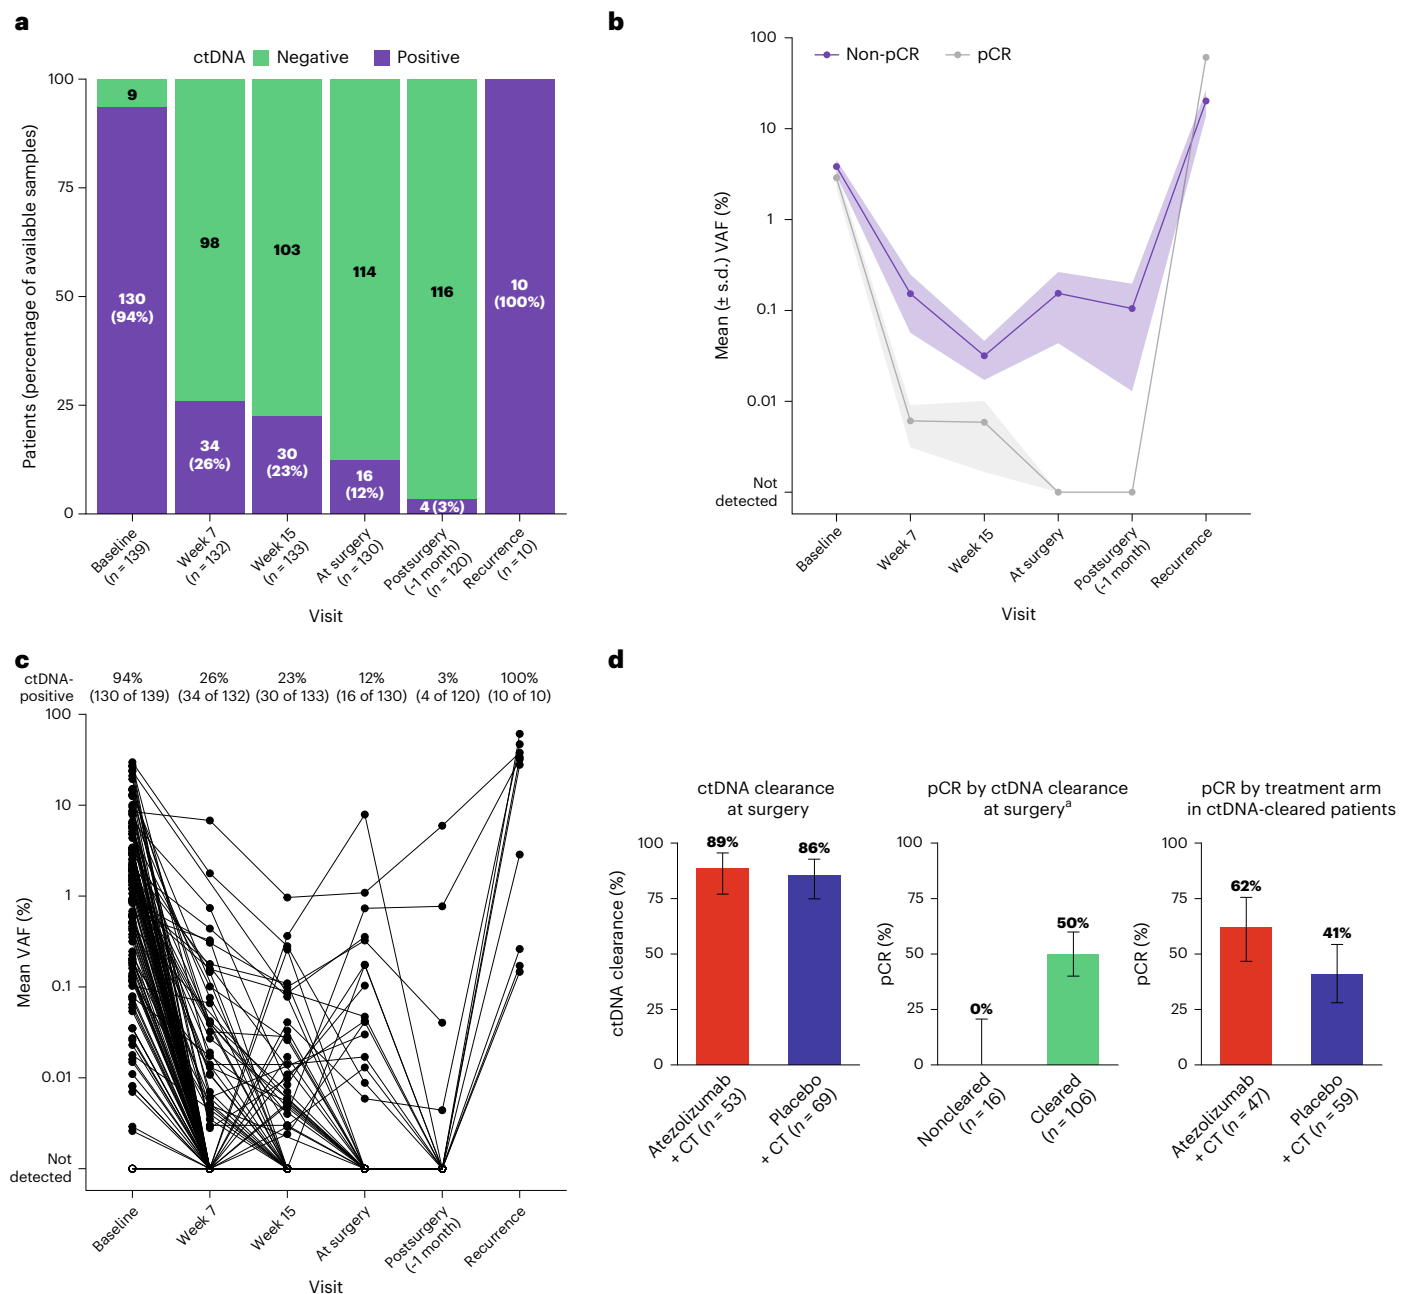 a
ctDNA Negative Positive
Patients (percentage of available samples)
100
75
50
25
0
9
130
(94%)
98
34
(26%)
103
30
(23%)
114
16
(12%)
116
4 (3%)
10
(100%)
Baseline
(n = 139)
Week 7
(n = 132)
Week 15
(n = 133)
At surgery
(n = 130)
Postsurgery
(-1 month)
(n = 120)
Recurrence
(n = 10)
Visit
b
Non-pCR pCR
Mean (± s.d.) VAF (%)
100
10
1
0.1
0.01
Not
detected
Baseline
Week 7
Week 15
At surgery
Postsurgery
(-1 month)
Recurrence
Visit
c
ctDNA-
positive
94%
(130 of 139)
26%
(34 of 132)
23%
(30 of 133)
12%
(16 of 130)
3%
(4 of 120)
100%
(10 of 10)
Mean VAF (%)
100
10
1
0.1
0.01
Not
detected
Baseline
Week 7
Week 15
At surgery
Postsurgery
(-1 month)
Recurrence
Visit
d
ctDNA clearance
at surgery
ctDNA clearance (%)
100
75
50
25
0
89%
86%
Atezolizumab
+ CT (n = 53)
Placebo
+ CT (n = 69)
pCR by ctDNA clearance
at surgerya
pCR (%)
100
75
50
25
0
0%
50%
Noncleared
(n = 16)
Cleared
(n = 106)
pCR by treatment arm
in ctDNA-cleared patients
pCR (%)
100
75
50
25
0
62%
41%
Atezolizumab
+ CT (n = 47)
Placebo
+ CT (n = 59)